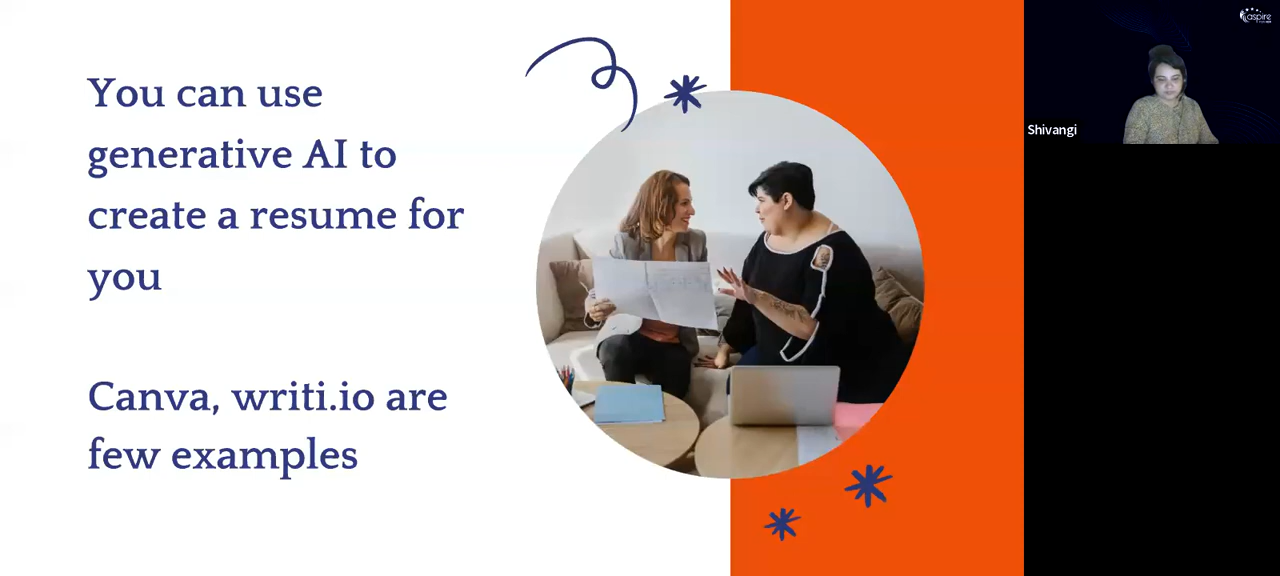 You can use
generative AI to
create a resume for
you
Canva, writi.io are
few examples
aspire
Shivangi